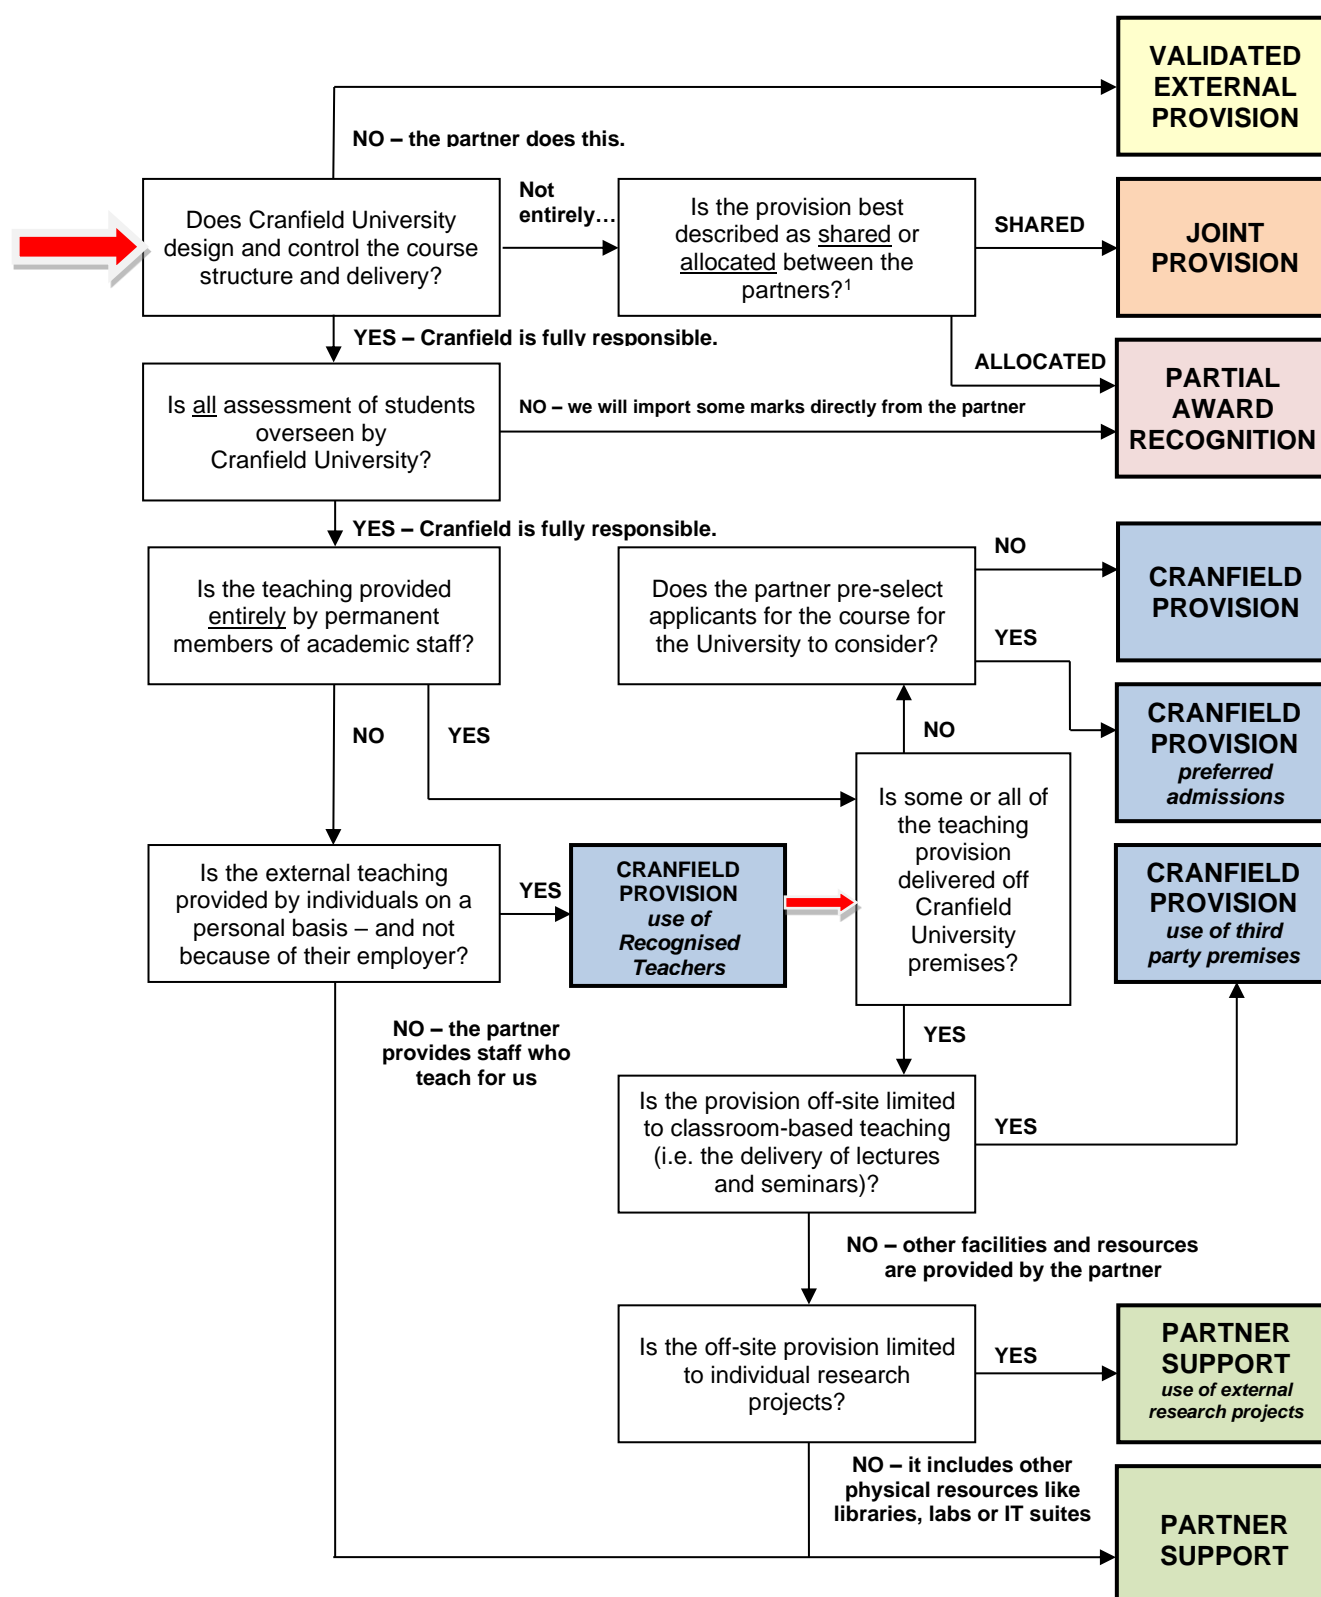 VALIDATED
EXTERNAL
PROVISION
NO – the partner does this.
Does Cranfield University
design and control the course
structure and delivery?
Not
entirely…
Is the provision best
described as shared or
allocated between the
partners?1
SHARED
JOINT
PROVISION
YES – Cranfield is fully responsible.
ALLOCATED
PARTIAL
AWARD
RECOGNITION
Is all assessment of students
overseen by
Cranfield University?
NO – we will import some marks directly from the partner
YES – Cranfield is fully responsible.
Is the teaching provided
entirely by permanent
members of academic staff?
Does the partner pre-select
applicants for the course for
the University to consider?
NO
CRANFIELD
PROVISION
YES
CRANFIELD
PROVISION
preferred
admissions
NO
YES
NO
Is some or all of
the teaching
provision
delivered off
Cranfield
University
premises?
Is the external teaching
provided by individuals on a
personal basis – and not
because of their employer?
YES
CRANFIELD
PROVISION
use of
Recognised
Teachers
CRANFIELD
PROVISION
use of third
party premises
NO – the partner
provides staff who
teach for us
YES
Is the provision off-site limited
to classroom-based teaching
(i.e. the delivery of lectures
and seminars)?
YES
NO – other facilities and resources
are provided by the partner
Is the off-site provision limited
to individual research
projects?
YES
PARTNER
SUPPORT
use of external
research projects
NO – it includes other
physical resources like
libraries, labs or IT suites
PARTNER
SUPPORT